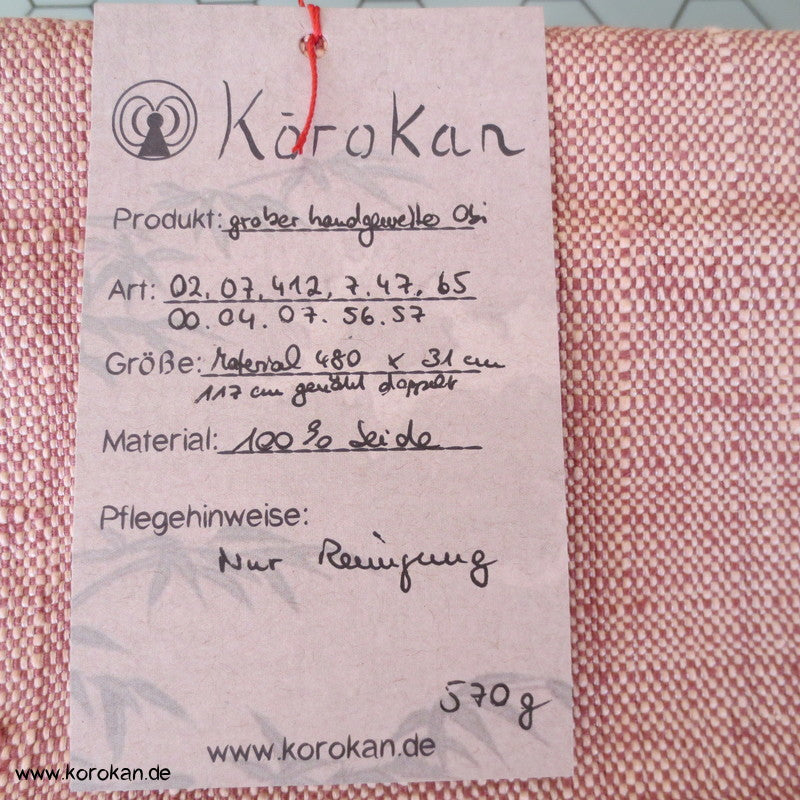 Korokan
Produkt: grober handgewebter Obi
Art: 02. 07. 412, 7. 47. 65
00. 04. 07. 56. 57
Größe: Material 480 x 31 cm
117 cm genäht doppelt
Material: 100 % Seide
Pflegehinweise:
Nur Reinigung
570 g
www.korokan.de
www.korokan.de